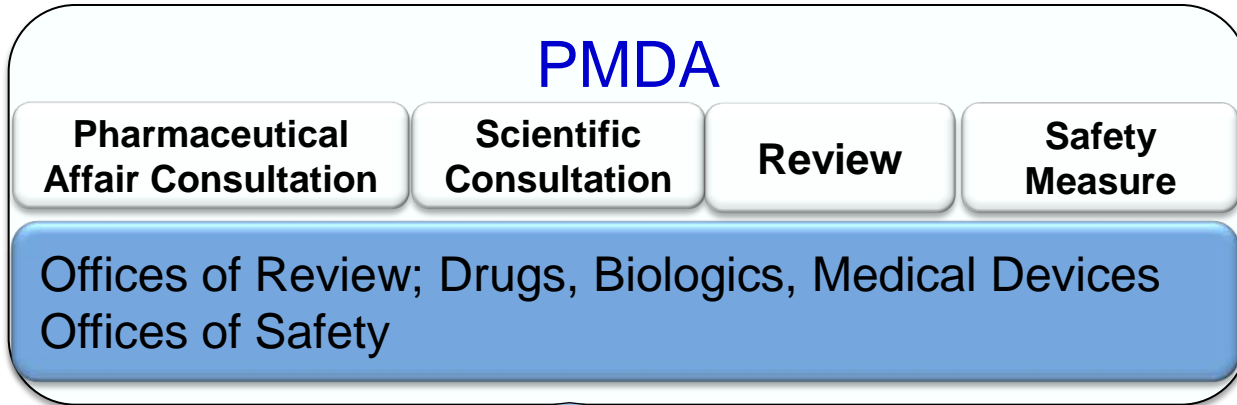 PMDA
Pharmaceutical
Affair Consultation
Scientific
Consultation
Review
Safety
Measure
Offices of Review; Drugs, Biologics, Medical Devices
Offices of Safety